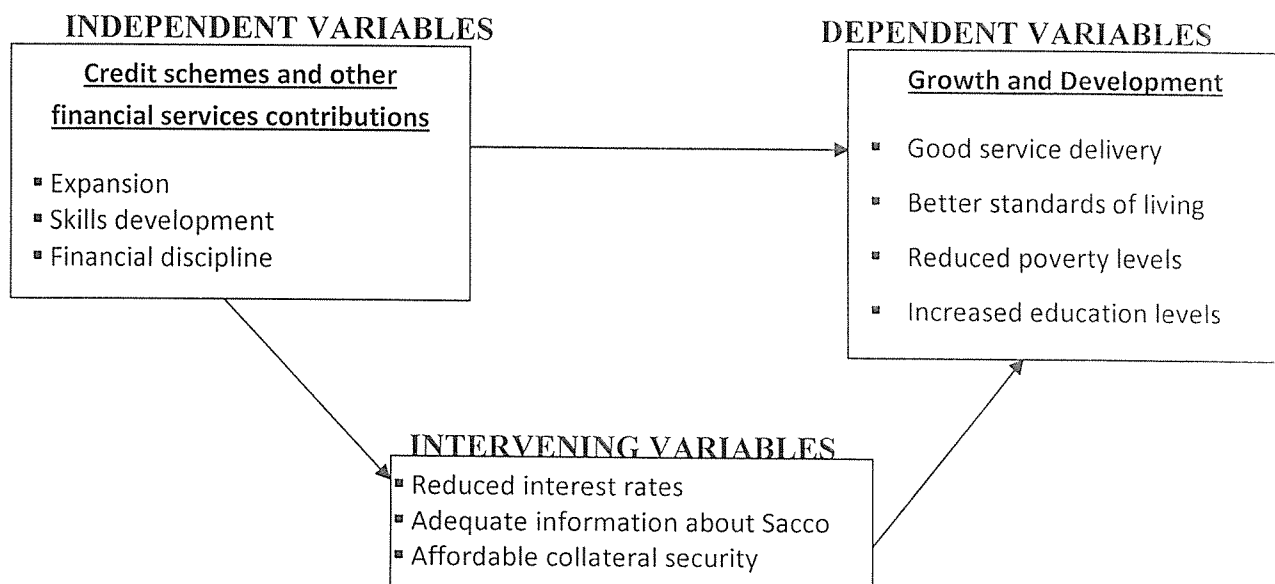 INDEPENDENT VARIABLES
Credit schemes and other
financial services contributions
▪ Expansion
▪ Skills development
▪ Financial discipline
DEPENDENT VARIABLES
Growth and Development
▪ Good service delivery
▪ Better standards of living
▪ Reduced poverty levels
▪ Increased education levels
INTERVENING VARIABLES
▪ Reduced interest rates
▪ Adequate information about Sacco
▪ Affordable collateral security